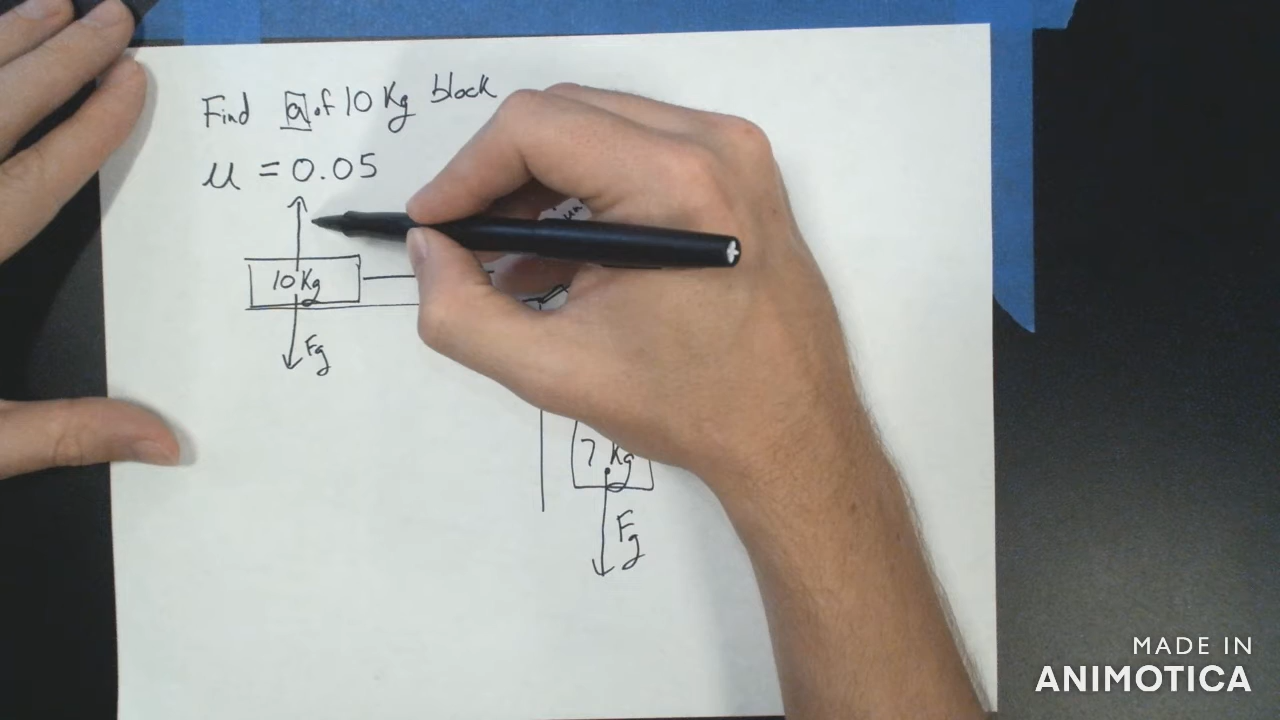 Find a of 10 Kg block
μ = 0.05
10 Kg
Fg
7 Kg
Fg
MADE IN
ANIMOTICA